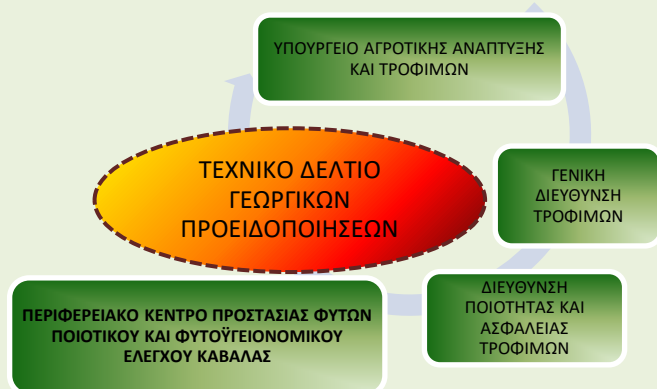 ΥΠΟΥΡΓΕΙΟ ΑΓΡΟΤΙΚΗΣ ΑΝΑΠΤΥΞΗΣ
ΚΑΙ ΤΡΟΦΙΜΩΝ
ΤΕΧΝΙΚΟ ΔΕΛΤΙΟ
ΓΕΩΡΓΙΚΩΝ
ΠΡΟΕΙΔΟΠΟΙΗΣΕΩΝ
ΓΕΝΙΚΗ
ΔΙΕΥΘΥΝΣΗ
ΤΡΟΦΙΜΩΝ
ΔΙΕΥΘΥΝΣΗ
ΠΟΙΟΤΗΤΑΣ ΚΑΙ
ΑΣΦΑΛΕΙΑΣ
ΤΡΟΦΙΜΩΝ
ΠΕΡΙΦΕΡΕΙΑΚΟ ΚΕΝΤΡΟ ΠΡΟΣΤΑΣΙΑΣ ΦΥΤΩΝ
ΠΟΙΟΤΙΚΟΥ ΚΑΙ ΦΥΤΟΫΓΕΙΟΝΟΜΙΚΟΥ
ΕΛΕΓΧΟΥ ΚΑΒΑΛΑΣ